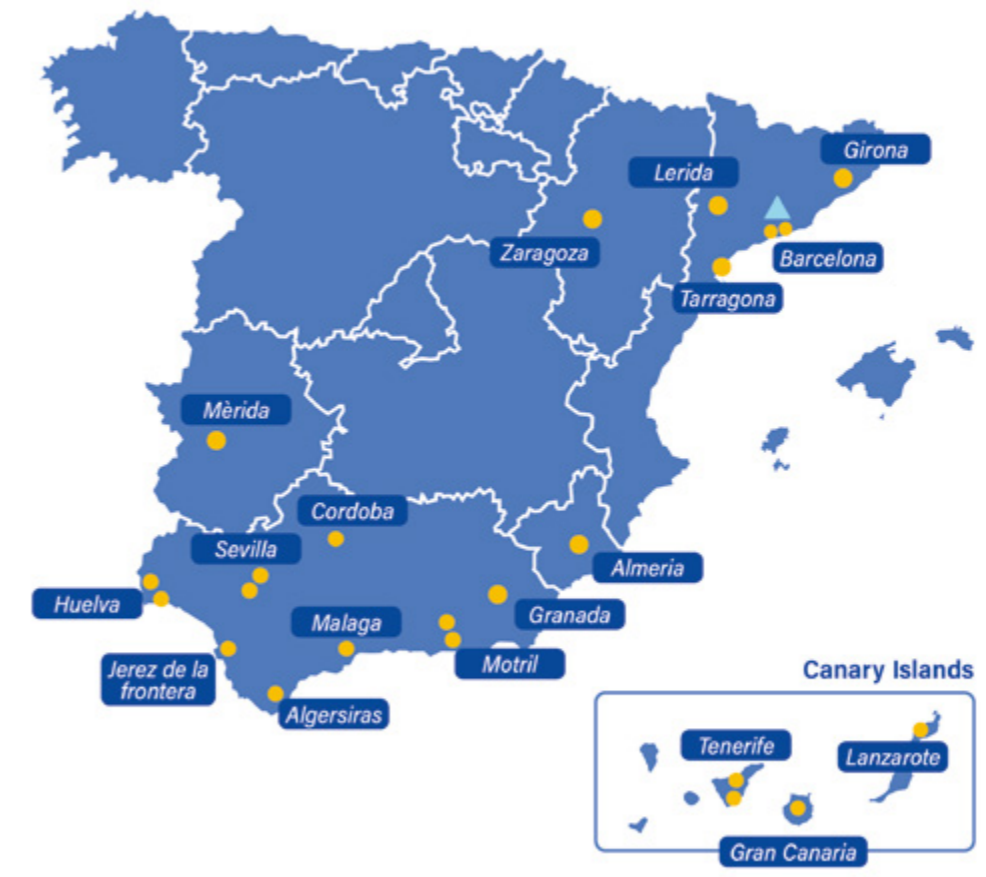 Girona
Lerida
Zaragoza
Barcelona
Tarragona
Mèrida
Cordoba
Sevilla
Almeria
Huelva
Malaga
Granada
Motril
Jerez de la
frontera
Algersiras
Canary Islands
Tenerife
Lanzarote
Gran Canaria